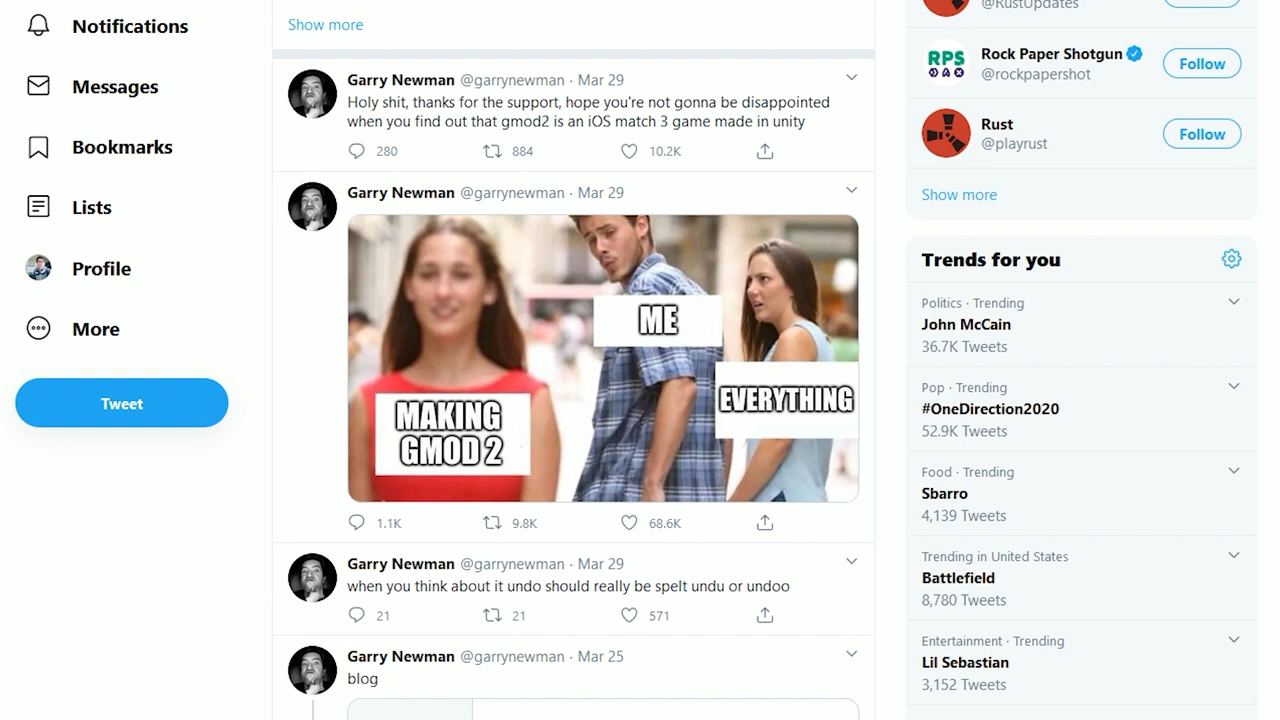 Notifications
Messages
Bookmarks
Lists
Profile
More
Tweet
Show more
Garry Newman @garrynewman · Mar 29
Holy shit, thanks for the support, hope you're not gonna be disappointed
when you find out that gmod2 is an iOS match 3 game made in unity
280 884 10.2K
Garry Newman @garrynewman · Mar 29
ME
EVERYTHING
MAKING
GMOD 2
1.1K 9.8K 68.6K
Garry Newman @garrynewman · Mar 29
when you think about it undo should really be spelt undu or undoo
21 21 571
Garry Newman @garrynewman · Mar 25
blog
@RustUpdates
RPS
Rock Paper Shotgun
@rockpapershot
Follow
Rust
@playrust
Follow
Show more
Trends for you
Politics · Trending
John McCain
36.7K Tweets
Pop · Trending
#OneDirection2020
52.9K Tweets
Food · Trending
Sbarro
4,139 Tweets
Trending in United States
Battlefield
8,780 Tweets
Entertainment · Trending
Lil Sebastian
3,152 Tweets